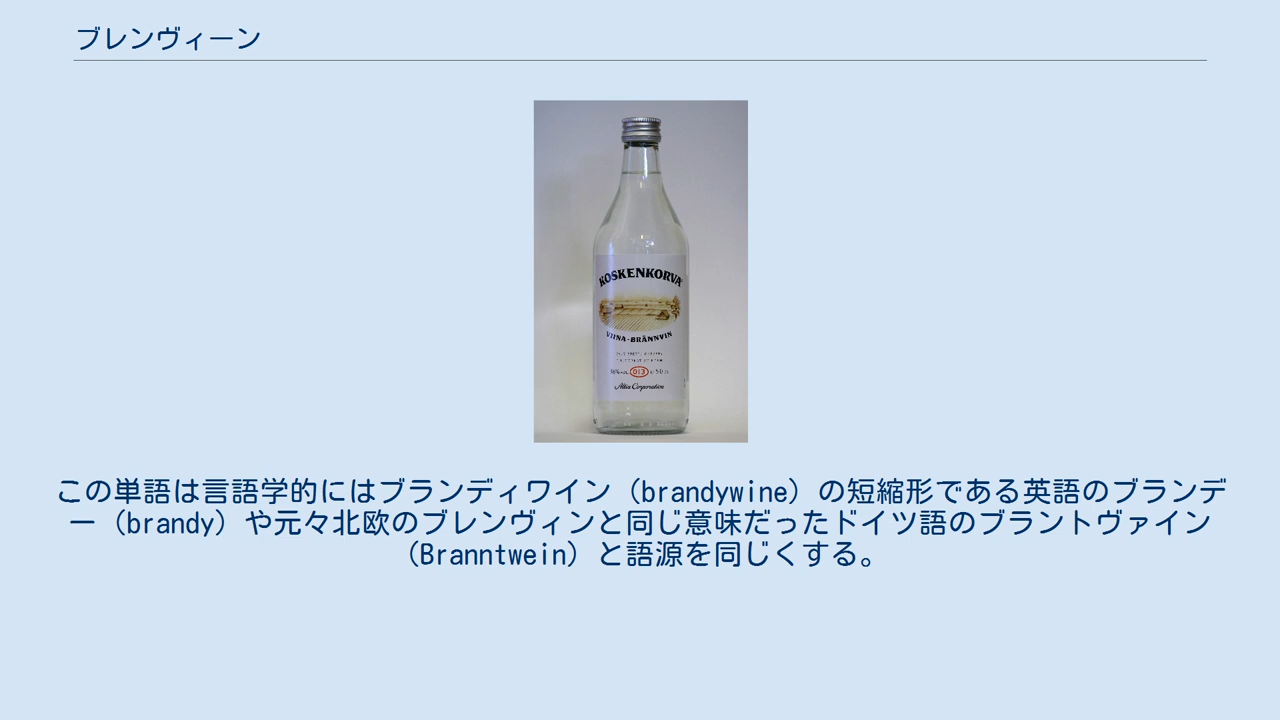 ブレンヴィーン
KOSKENKORVA
VIINA-BRÄNNVIN
013
Altia Corporation
この単語は言語学的にはブランディワイン（brandywine）の短縮形である英語のブランデ
ー（brandy）や元々北欧のブレンヴィンと同じ意味だったドイツ語のブラントヴァイン
（Branntwein）と語源を同じくする。